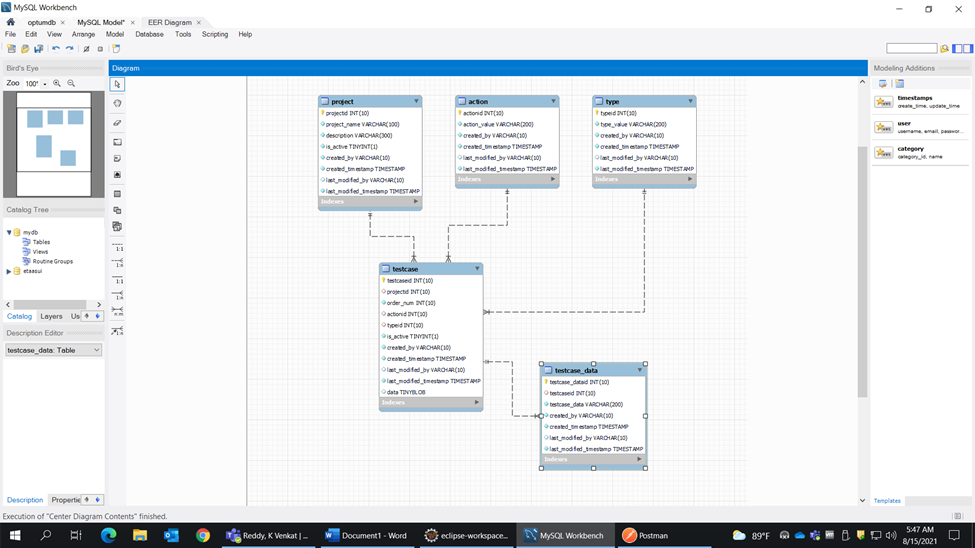 MySQL Workbench
optumdb ×
MySQL Model* ×
EER Diagram ×
File Edit View Arrange Model Database Tools Scripting Help
Bird's Eye
Zoo 100°
Diagram
Modeling Additions
timestamps
create_time, update_time
user
username, email, passwor..
category
category_id, name
Templates
Catalog Tree
mydb
Tables
Views
Routine Groups
etaasui
Catalog Layers Us
Description Editor
testcase_data: Table
Description Propertie
1:1
1:n
1:1
1:n
n:m
1:n
project
projectid INT(10)
project_name VARCHAR(100)
description VARCHAR(300)
is_active TINYINT(1)
created_by VARCHAR(10)
created_timestamp TIMESTAMP
last_modified_by VARCHAR(10)
last_modified_timestamp TIMESTAMP
Indexes
action
actionid INT(10)
action_value VARCHAR(200)
created_by VARCHAR(10)
created_timestamp TIMESTAMP
last_modified_by VARCHAR(10)
last_modified_timestamp TIMESTAMP
Indexes
type
typeid INT(10)
type_value VARCHAR(200)
created_by VARCHAR(10)
created_timestamp TIMESTAMP
last_modified_by VARCHAR(10)
last_modified_timestamp TIMESTAMP
Indexes
testcase
testcaseid INT(10)
projectid INT(10)
order_num INT(10)
actionid INT(10)
typeid INT(10)
is_active TINYINT(1)
created_by VARCHAR(10)
created_timestamp TIMESTAMP
last_modified_by VARCHAR(10)
last_modified_timestamp TIMESTAMP
data TINYBLOB
Indexes
testcase_data
testcase_dataid INT(10)
testcaseid INT(10)
testcase_data VARCHAR(200)
created_by VARCHAR(10)
created_timestamp TIMESTAMP
last_modified_by VARCHAR(10)
last_modified_timestamp TIMESTAMP
Indexes
Execution of "Center Diagram Contents" finished.
Reddy, K Venkat | ...
Document1 - Word
eclipse-workspace...
MySQL Workbench
Postman
89°F
5:47 AM
8/15/2021